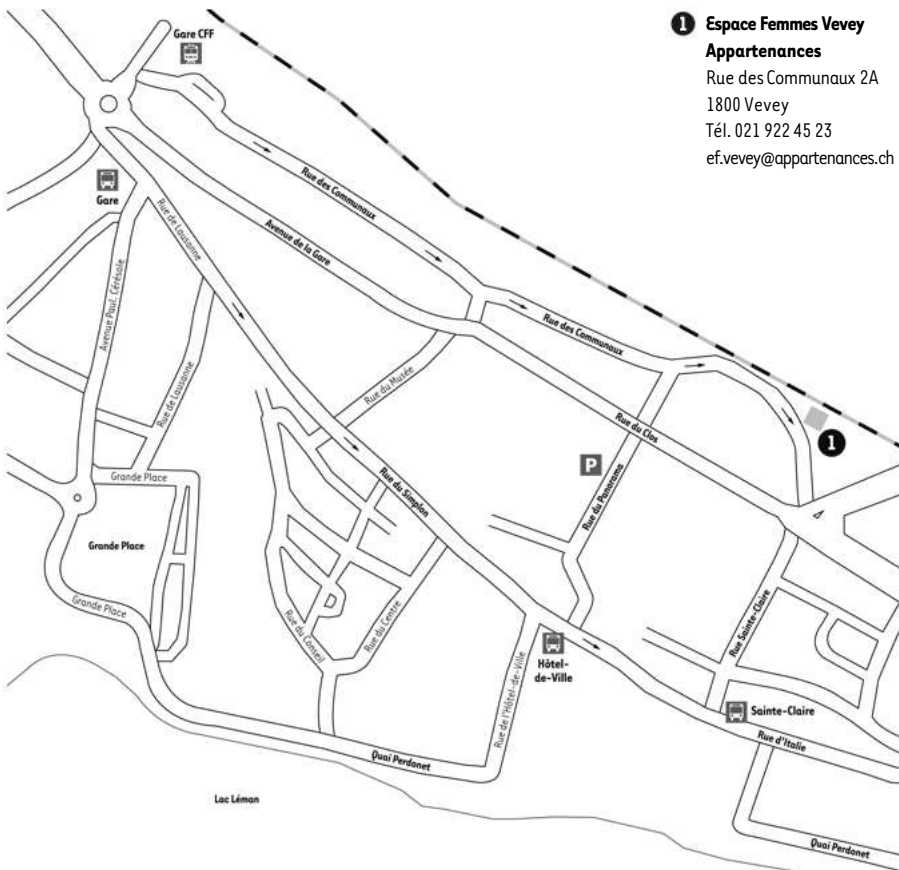 1 Espace Femmes Vevey
Appartenances
Rue des Communaux 2A
1800 Vevey
Tél. 021 922 45 23
ef.vevey@appartenances.ch
Gare CFF
Gare
Rue des Communaux
Rue de Lausanne
Avenue de la Gare
Avenue Paul. Cérésole
Rue des Communaux
Rue de Lausanne
Rue du Musée
Rue du Clos
1
P
Grande Place
Rue du Simplon
Rue du Panorama
Grande Place
Grande Place
Rue du Conseil
Rue du Centre
Rue Sainte-Claire
Hôtel-
de-Ville
Rue de l'Hôtel-de-Ville
Sainte-Claire
Rue d'Italie
Quai Perdonet
Lac Léman
Quai Perdonet